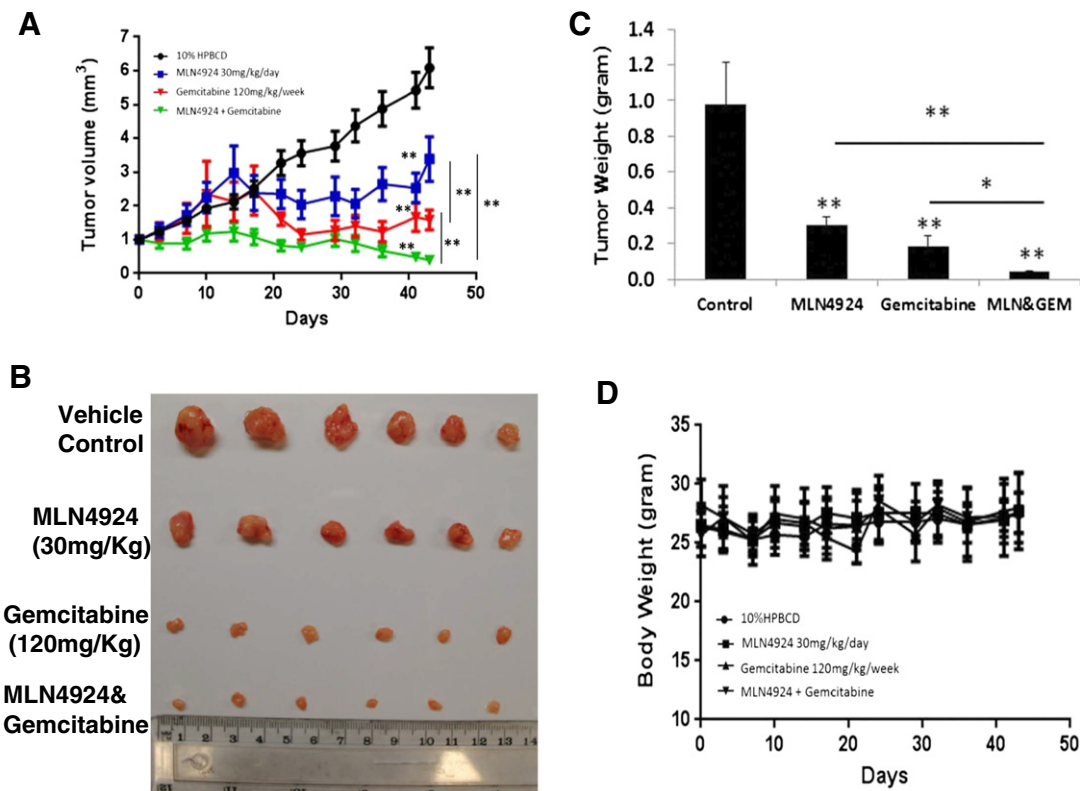 A
Tumor volume (mm3)
7
6
5
4
3
2
1
0
10% HPBCD
MLN4924 30mg/kg/day
Gemcitabine 120mg/kg/week
MLN4924 + Gemcitabine
**
**
**
**
**
**
0 10 20 30 40 50
Days
C
Tumor Weight (gram)
1.4
1.2
1.0
0.8
0.6
0.4
0.2
0.0
**
*
**
**
**
Control MLN4924 Gemcitabine MLN&GEM
B
Vehicle
Control
MLN4924
(30mg/Kg)
Gemcitabine
(120mg/Kg)
MLN4924&
Gemcitabine
1 2 3 4 5 6 7 8 9 10 11 12 13 14
D
Body Weight (gram)
35
30
25
20
15
10
10%HPBCD
MLN4924 30mg/kg/day
Gemcitabine 120mg/kg/week
MLN4924 + Gemcitabine
0 10 20 30 40 50
Days